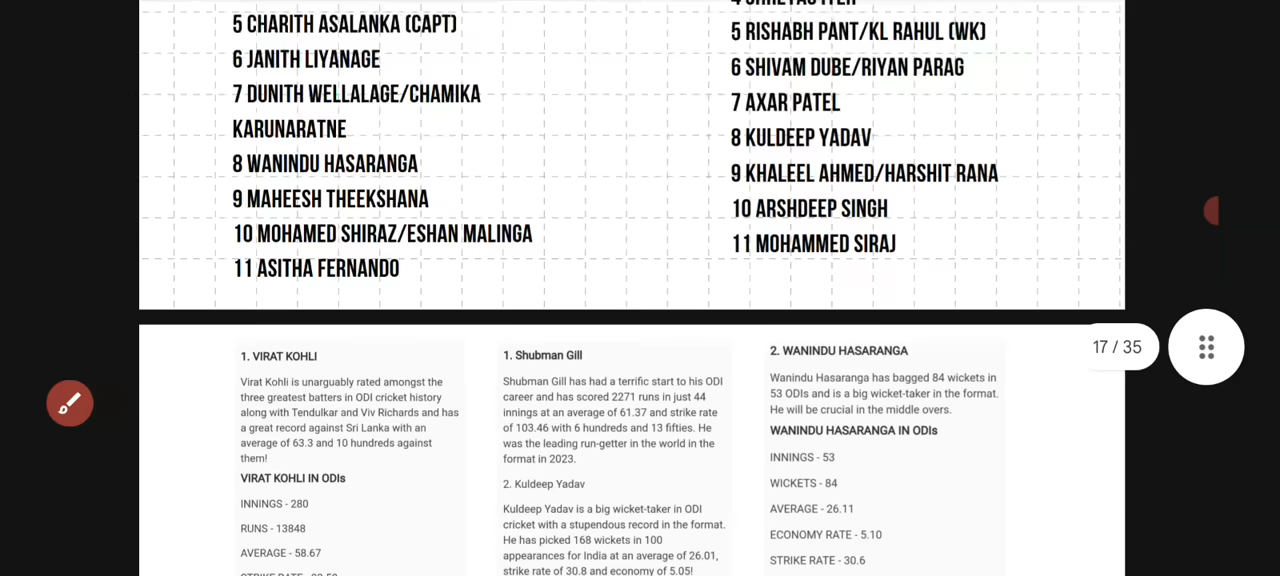 5 CHARITH ASALANKA (CAPT)
6 JANITH LIYANAGE
7 DUNITH WELLALAGE/CHAMIKA
KARUNARATNE
8 WANINDU HASARANGA
9 MAHEESH THEEKSHANA
10 MOHAMED SHIRAZ/ESHAN MALINGA
11 ASITHA FERNANDO
5 RISHABH PANT/KL RAHUL (WK)
6 SHIVAM DUBE/RIYAN PARAG
7 AXAR PATEL
8 KULDEEP YADAV
9 KHALEEL AHMED/HARSHIT RANA
10 ARSHDEEP SINGH
11 MOHAMMED SIRAJ
17 / 35
1. VIRAT KOHLI
Virat Kohli is unarguably rated amongst the
three greatest batters in ODI cricket history
along with Tendulkar and Viv Richards and has
a great record against Sri Lanka with an
average of 63.3 and 10 hundreds against
them!
VIRAT KOHLI IN ODIs
INNINGS - 280
RUNS - 13848
AVERAGE - 58.67
1. Shubman Gill
Shubman Gill has had a terrific start to his ODI
career and has scored 2271 runs in just 44
innings at an average of 61.37 and strike rate
of 103.46 with 6 hundreds and 13 fifties. He
was the leading run-getter in the world in the
format in 2023.
2. Kuldeep Yadav
Kuldeep Yadav is a big wicket-taker in ODI
cricket with a stupendous record in the format.
He has picked 168 wickets in 100
appearances for India at an average of 26.01,
strike rate of 30.8 and economy of 5.05!
2. WANINDU HASARANGA
Wanindu Hasaranga has bagged 84 wickets in
53 ODIs and is a big wicket-taker in the format.
He will be crucial in the middle overs.
WANINDU HASARANGA IN ODIs
INNINGS - 53
WICKETS - 84
AVERAGE - 26.11
ECONOMY RATE - 5.10
STRIKE RATE - 30.6